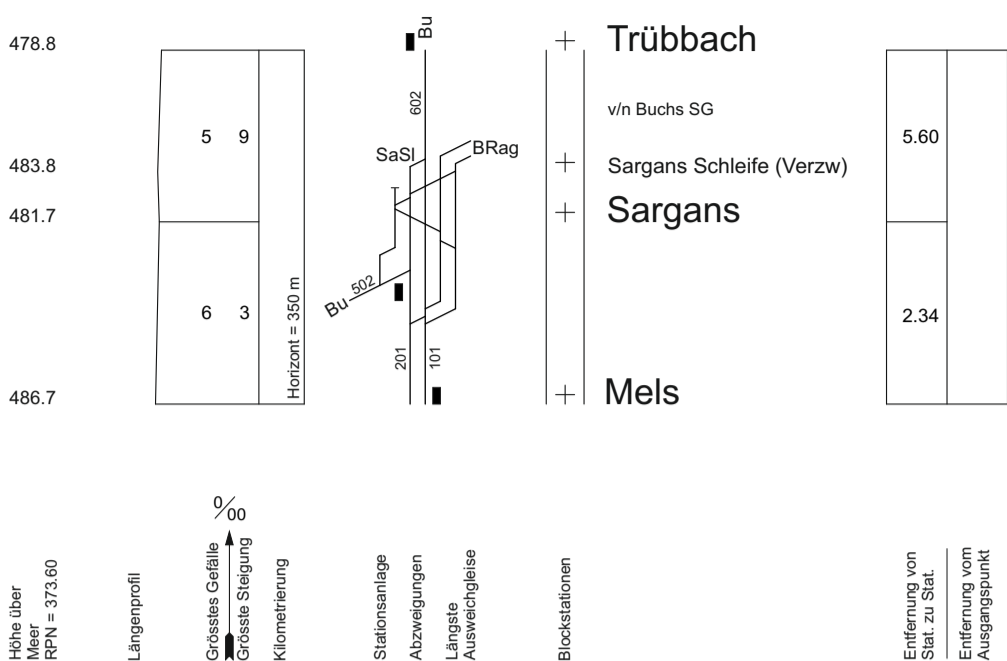 478.8
Bu
Trübbach
602
v/n Buchs SG
5 9
5.60
483.8
SaSl
BRag
Sargans Schleife (Verzw)
481.7
Sargans
Bu
502
6 3
Horizont = 350 m
2.34
201
101
486.7
Mels
0/00
Höhe über
Meer
RPN = 373.60
Längenprofil
Grösstes Gefälle
Grösste Steigung
Kilometrierung
Stationsanlage
Abzweigungen
Längste
Ausweichgleise
Blockstationen
Entfernung von
Stat. zu Stat.
Entfernung vom
Ausgangspunkt